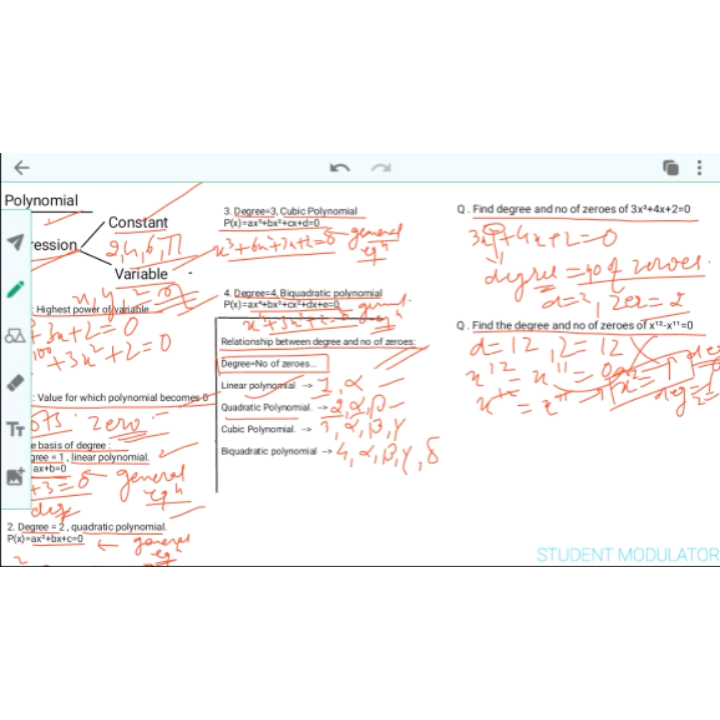 Polynomial
ression
Constant
2,4,6,π
Variable
x,y,z
: Highest power of variable
+3x+2=0
+3x²+2=0
: Value for which polynomial becomes 0
zero
e basis of degree :
gree = 1 , linear polynomial.
ax+b=0
+3=0 ← general eqⁿ
deg
2. Degree = 2 , quadratic polynomial.
P(x)=ax²+bx+c=0 ← general eqⁿ
3. Degree=3, Cubic Polynomial
P(x)=ax³+bx²+cx+d=0
x³+6x²+7x+2=0 general eqⁿ
4. Degree=4, Biquadratic polynomial
P(x)=ax⁴+bx³+cx²+dx+e=0
Relationship between degree and no of zeroes:
Degree=No of zeroes...
Linear polynomial -> 1, α
Quadratic Polynomial. -> 2, α, β
Cubic Polynomial. -> 3, α, β, γ
Biquadratic polynomial -> 4, α, β, γ, δ
Q . Find degree and no of zeroes of 3x²+4x+2=0
3x²+4x+2=0
degree = no of zeroes.
d=2, zer=2
Q . Find the degree and no of zeroes of x¹²-x¹¹=0
d=12, z=12
STUDENT MODULATOR